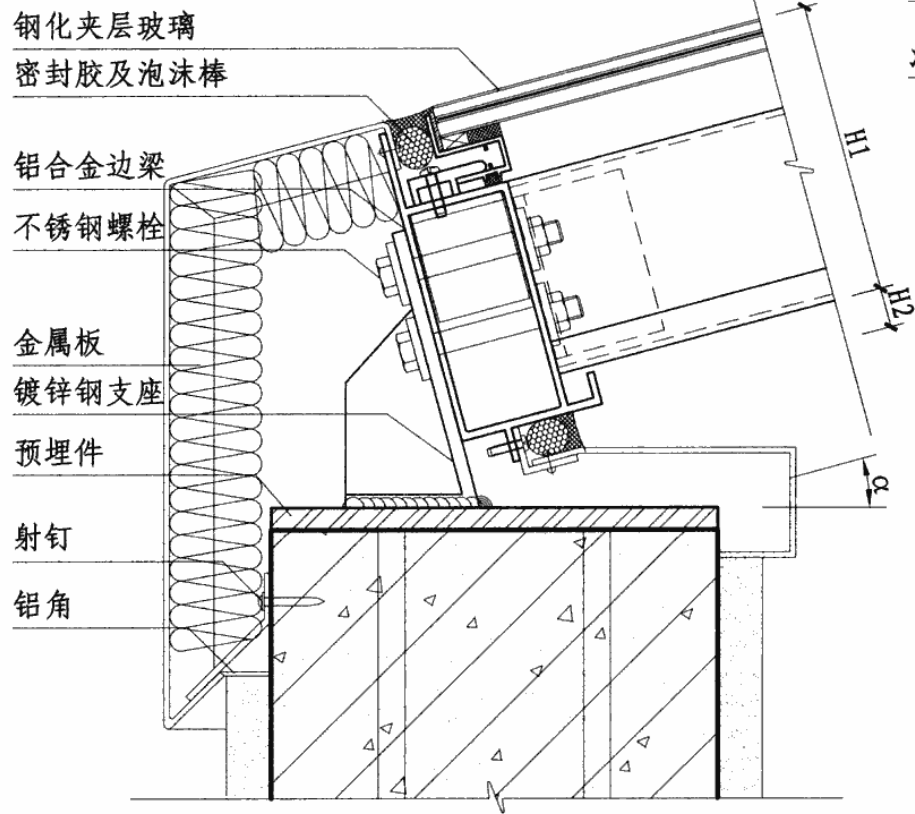 钢化夹层玻璃
密封胶及泡沫棒
铝合金边梁
不锈钢螺栓
金属板
镀锌钢支座
预埋件
射钉
铝角
H1
H2
α